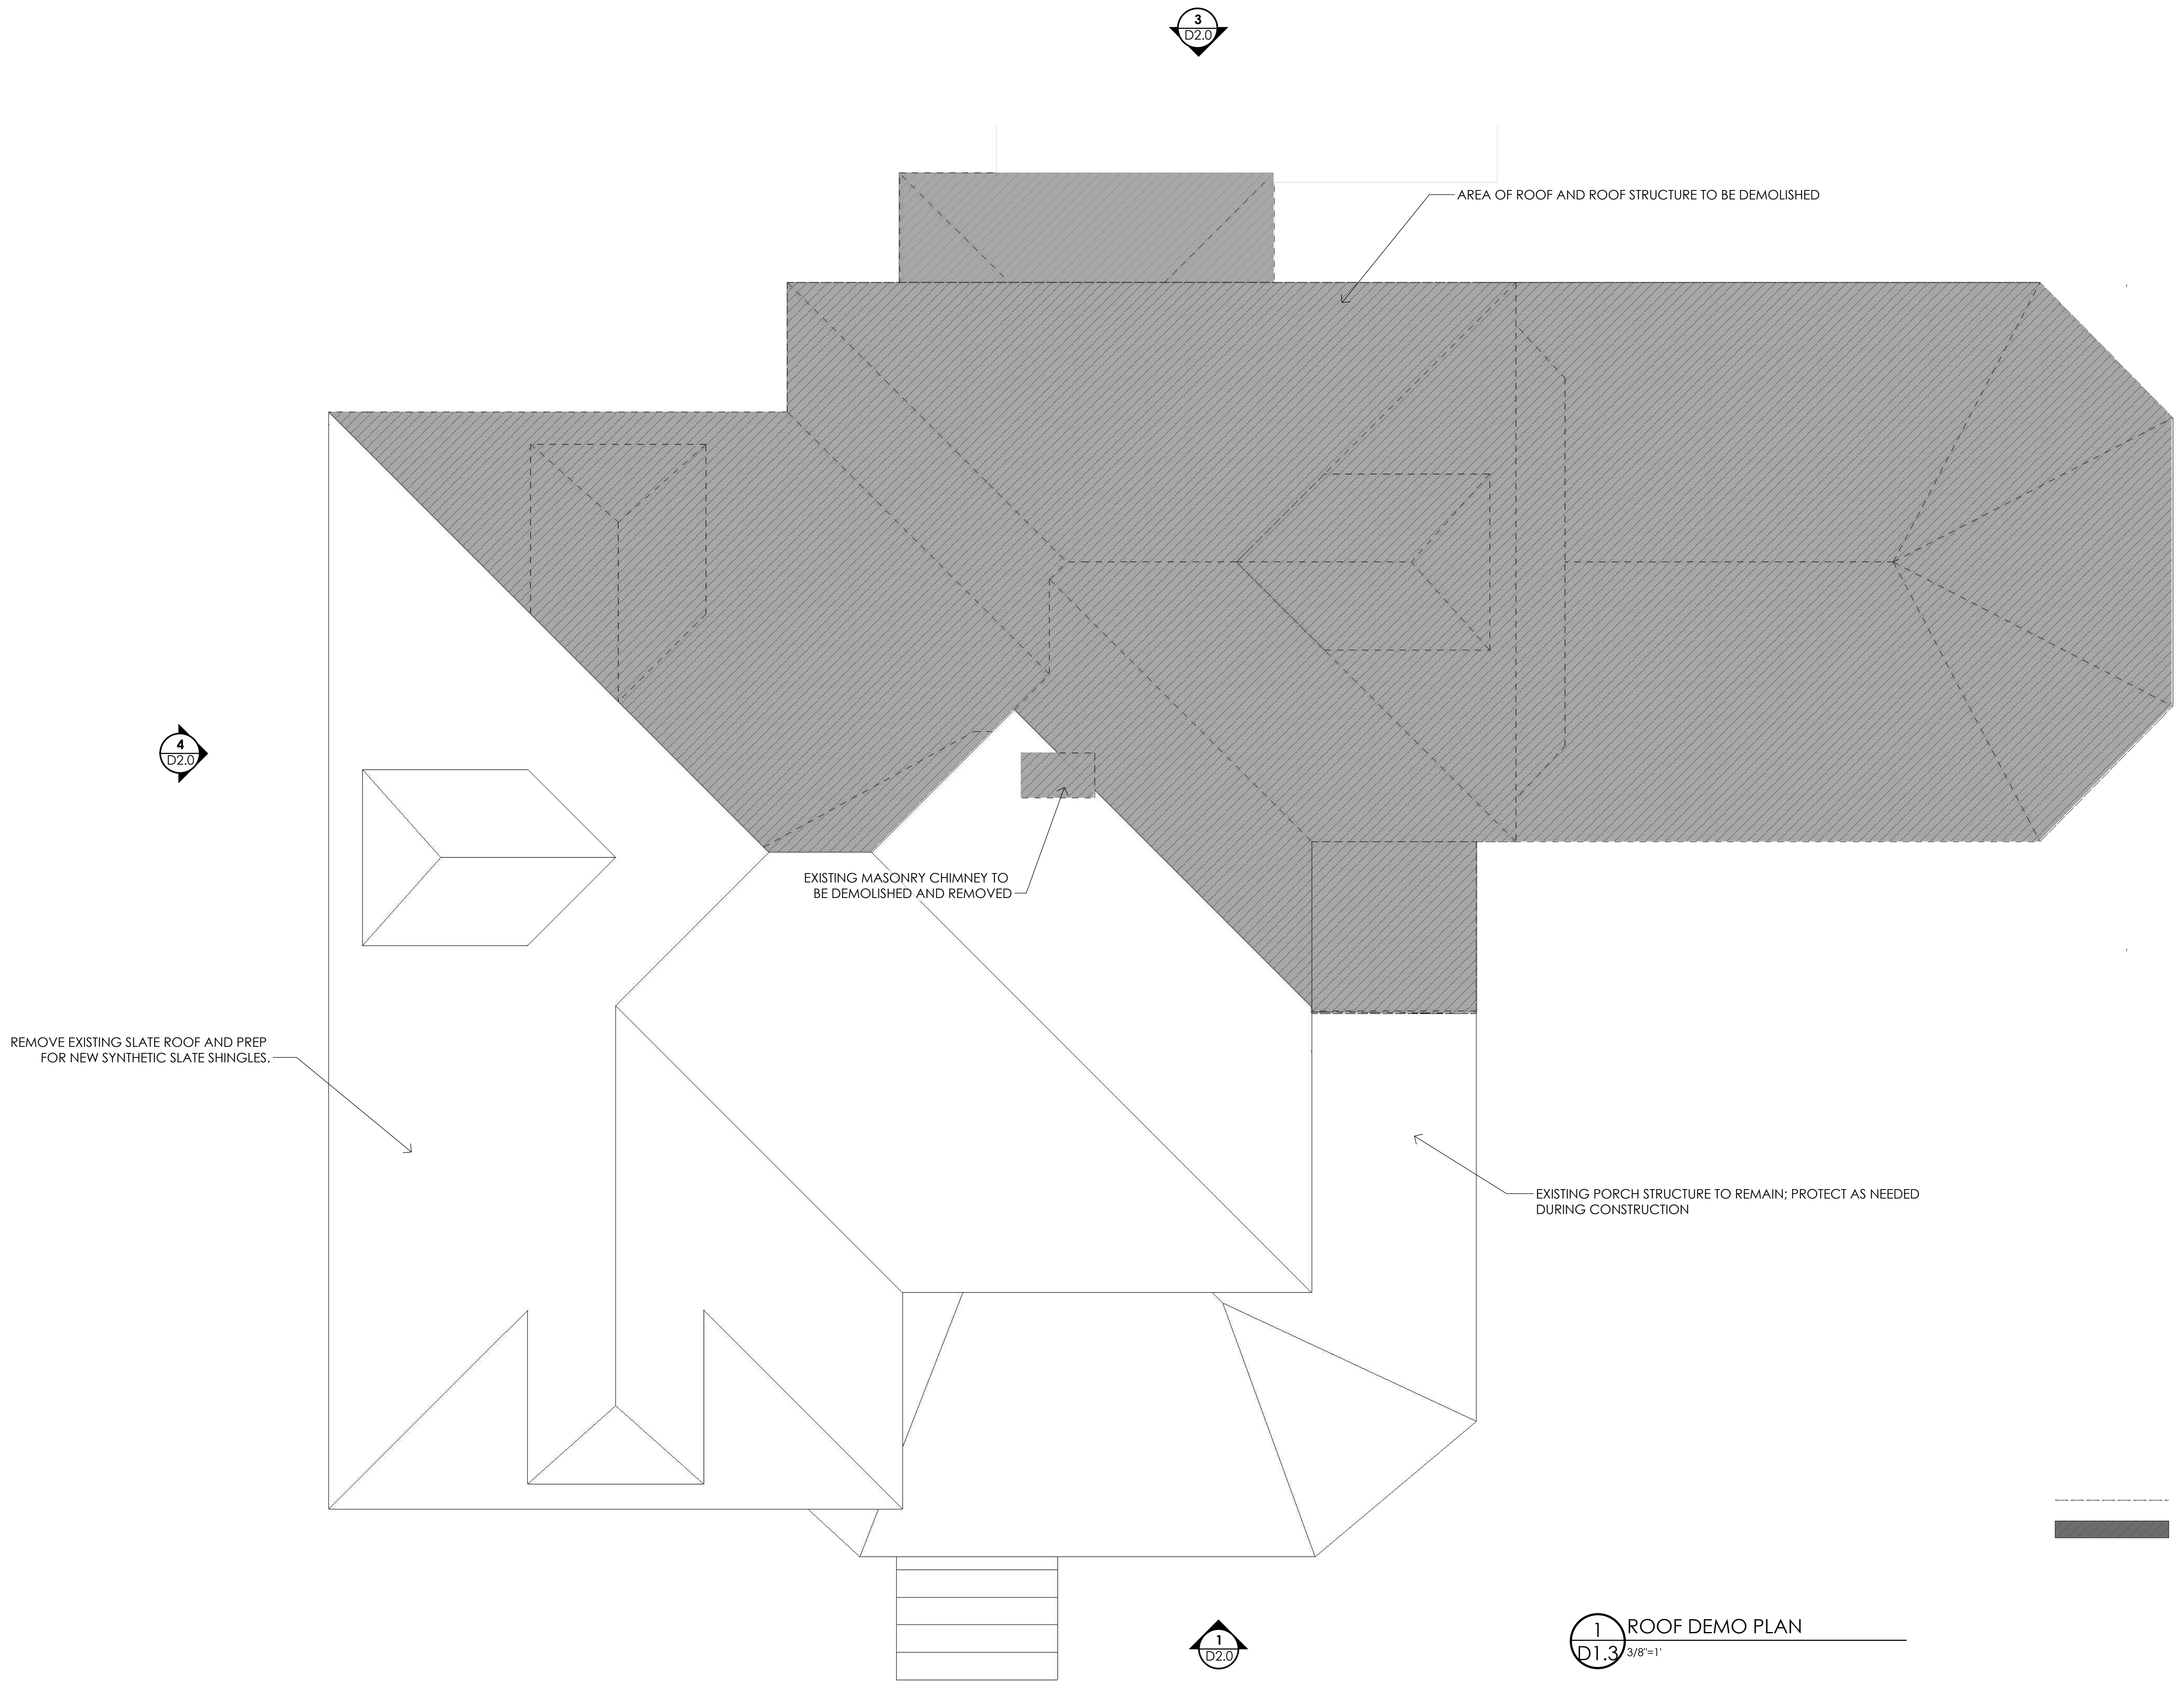 3
D2.0
AREA OF ROOF AND ROOF STRUCTURE TO BE DEMOLISHED
4
D2.0
EXISTING MASONRY CHIMNEY TO
BE DEMOLISHED AND REMOVED
REMOVE EXISTING SLATE ROOF AND PREP
FOR NEW SYNTHETIC SLATE SHINGLES.
EXISTING PORCH STRUCTURE TO REMAIN; PROTECT AS NEEDED
DURING CONSTRUCTION
1
D2.0
1
D1.3
ROOF DEMO PLAN
3/8"=1'